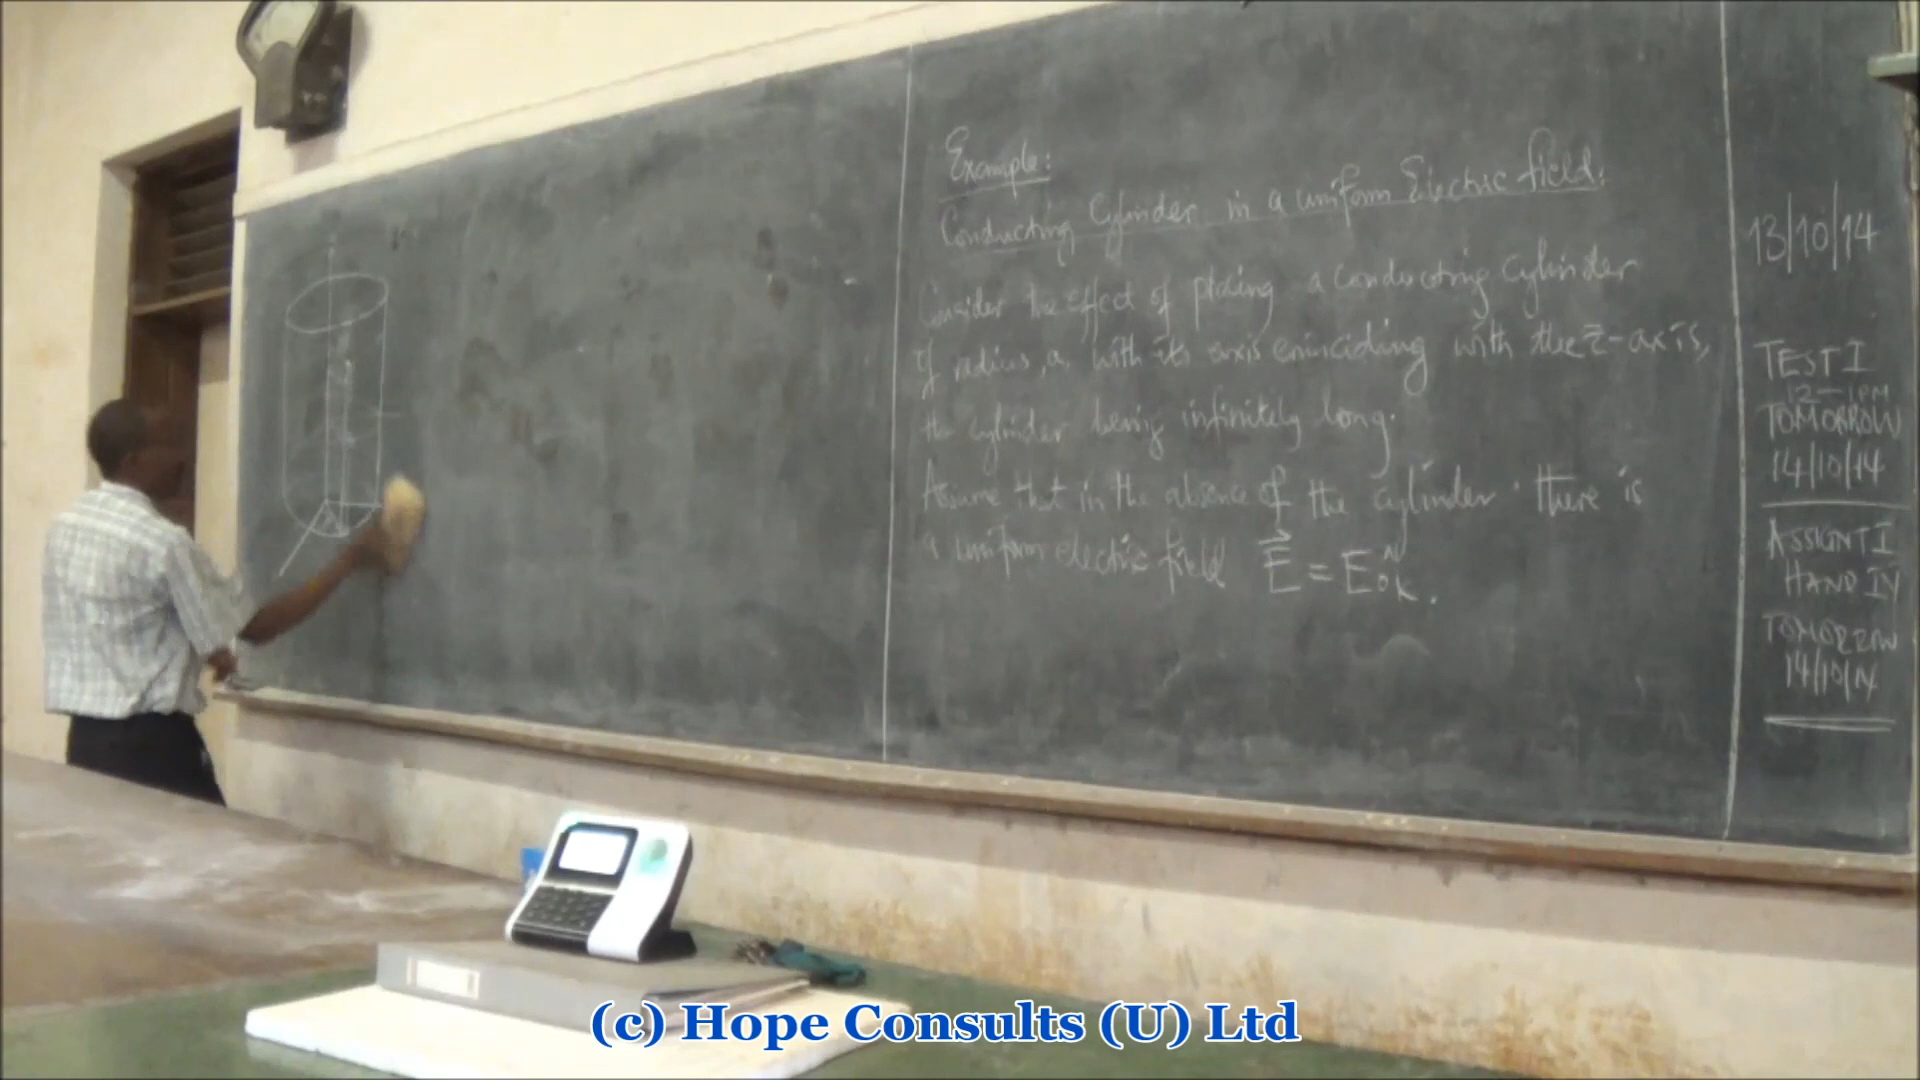 Example:
Conducting Cylinder in a uniform Electric field:
Consider the effect of placing a conducting cylinder
of radius, a, with its axis coinciding with the z-axis,
the cylinder being infinitely long.
Assume that in the absence of the cylinder there is
a uniform electric field E⃗ = E₀k̂.
13/10/14
TEST I
12-1PM
TOMORROW
14/10/14
ASSIGNT I
HAND IN
TOMORROW
14/10/14
(c) Hope Consults (U) Ltd